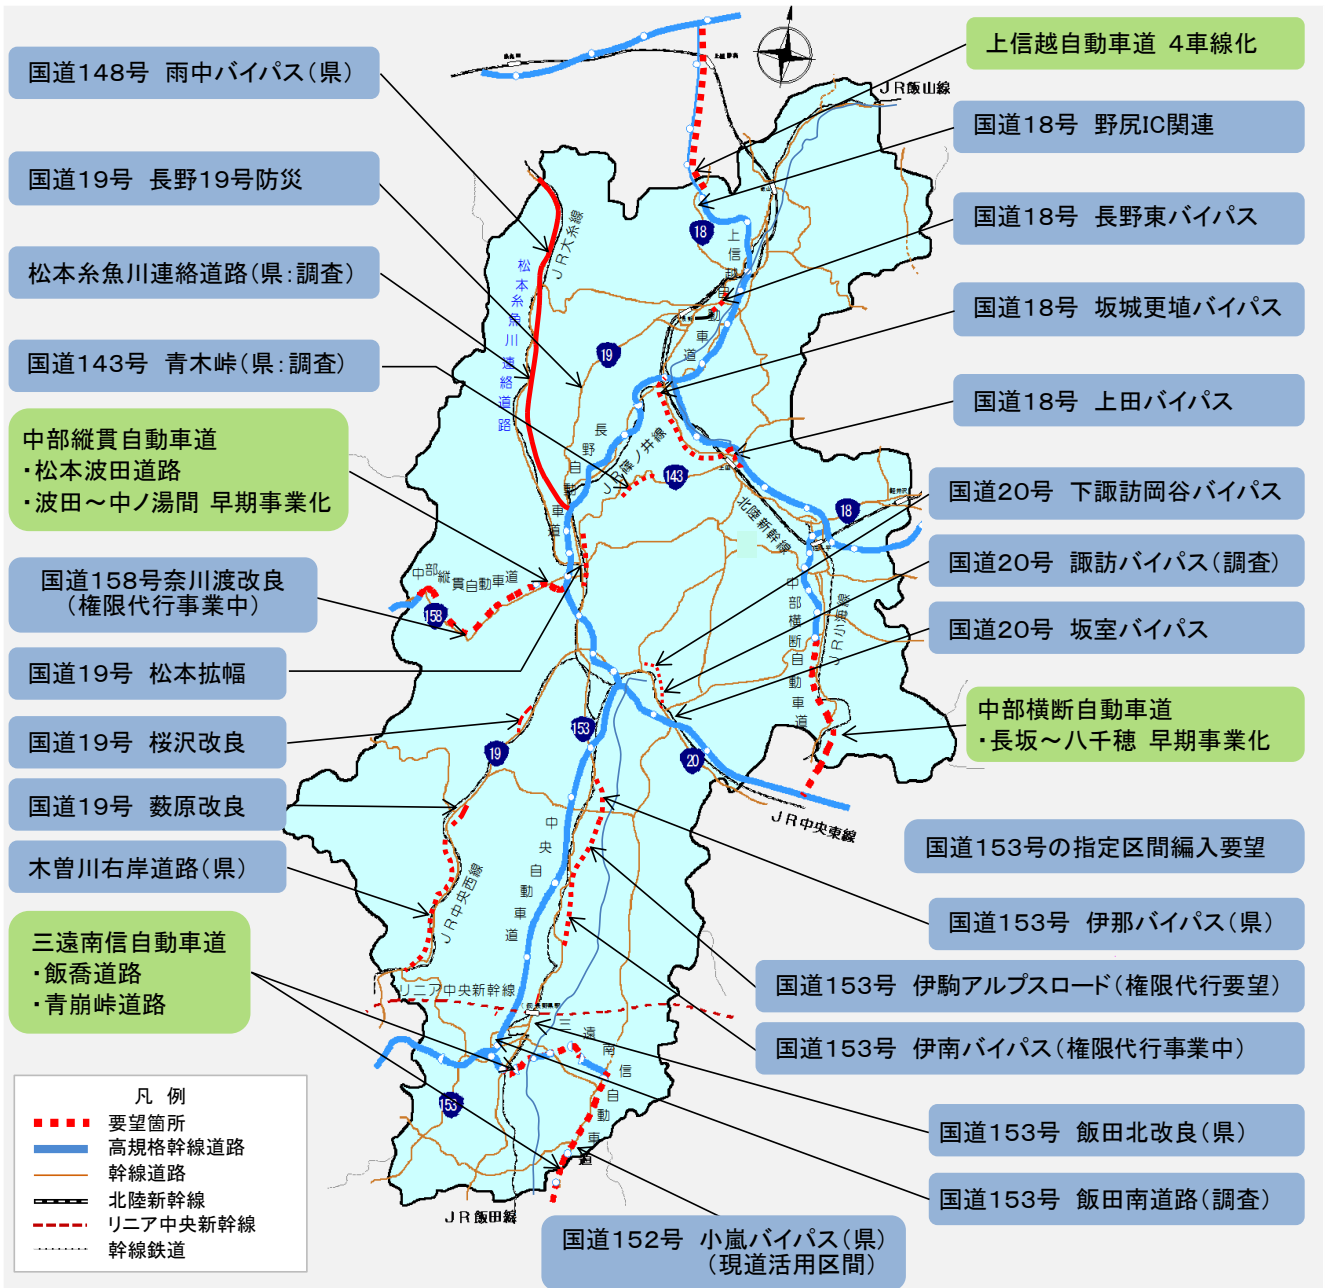 国道148号 雨中バイパス(県)
国道19号 長野19号防災
松本糸魚川連絡道路(県:調査)
国道143号 青木峠(県:調査)
中部縦貫自動車道
・松本波田道路
・波田～中ノ湯間 早期事業化
国道158号奈川渡改良
(権限代行事業中)
国道19号 松本拡幅
国道19号 桜沢改良
国道19号 薮原改良
木曽川右岸道路(県)
三遠南信自動車道
・飯喬道路
・青崩峠道路
凡 例
要望箇所
高規格幹線道路
幹線道路
北陸新幹線
リニア中央新幹線
幹線鉄道
上信越自動車道 4車線化
国道18号 野尻IC関連
国道18号 長野東バイパス
国道18号 坂城更埴バイパス
国道18号 上田バイパス
国道20号 下諏訪岡谷バイパス
国道20号 諏訪バイパス(調査)
国道20号 坂室バイパス
中部横断自動車道
・長坂～八千穂 早期事業化
国道153号の指定区間編入要望
国道153号 伊那バイパス(県)
国道153号 伊駒アルプスロード(権限代行要望)
国道153号 伊南バイパス(権限代行事業中)
国道153号 飯田北改良(県)
国道153号 飯田南道路(調査)
国道152号 小嵐バイパス(県)
(現道活用区間)
JR飯山線
JR大糸線
松本糸魚川連絡道路
上信越自動車道
18
19
長野自動車道
JR篠ノ井線
143
北陸新幹線
18
中部縦貫自動車道
158
中部横断自動車道
JR小海線
153
19
20
JR中央東線
中央自動車道
JR中央西線
リニア中央新幹線
三遠南信自動車道
153
JR飯田線